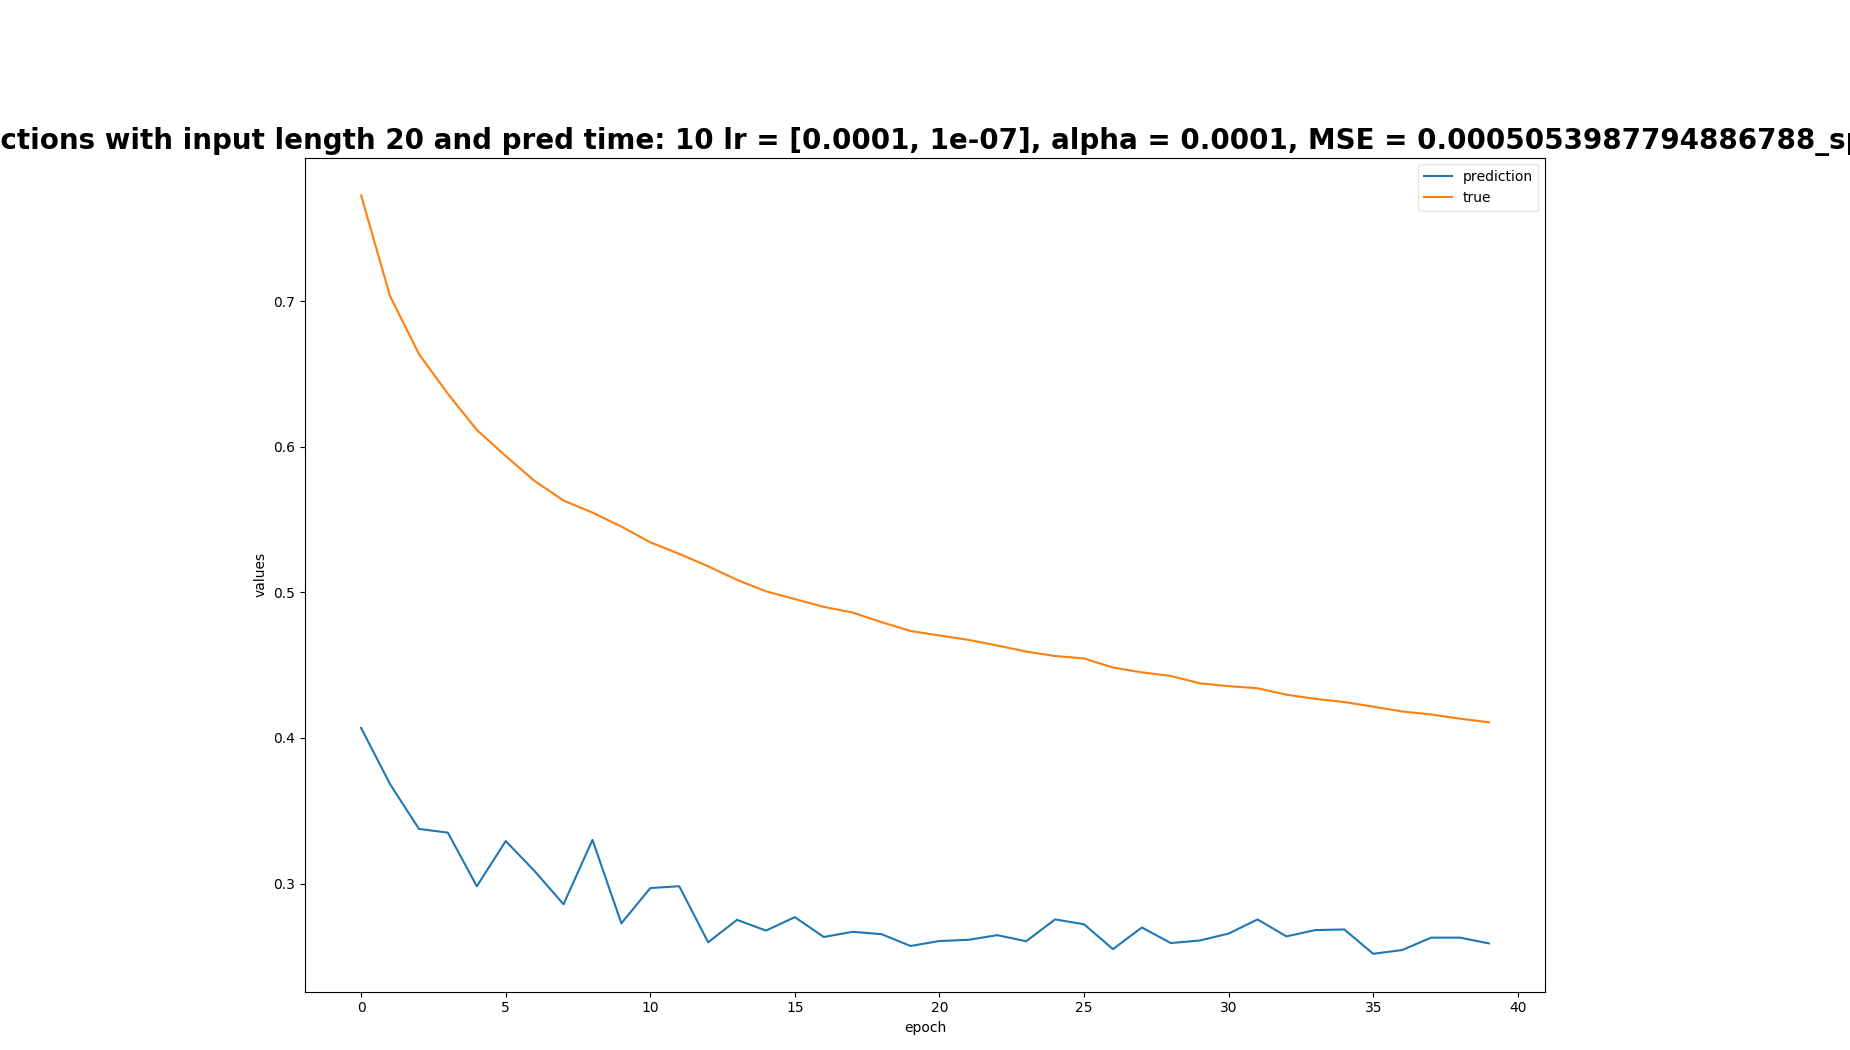 ctions with input length 20 and pred time: 10 lr = [0.0001, 1e-07], alpha = 0.0001, MSE = 0.0005053987794886788_sp
prediction
true
0.7
0.6
0.5
0.4
0.3
values
0 5 10 15 20 25 30 35 40
epoch